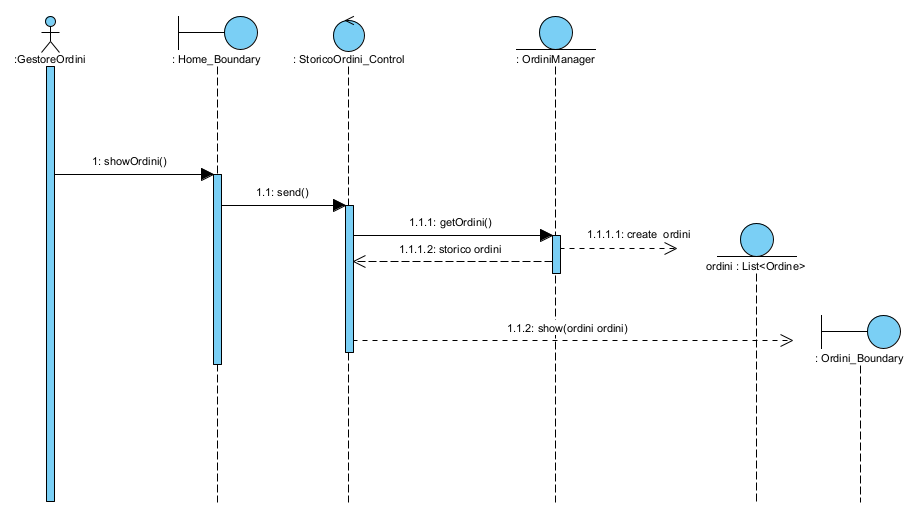 :GestoreOrdini
: Home_Boundary
: StoricoOrdini_Control
: OrdiniManager
1: showOrdini()
1.1: send()
1.1.1: getOrdini()
1.1.1.1: create ordini
1.1.1.2: storico ordini
ordini : List<Ordine>
1.1.2: show(ordini ordini)
: Ordini_Boundary